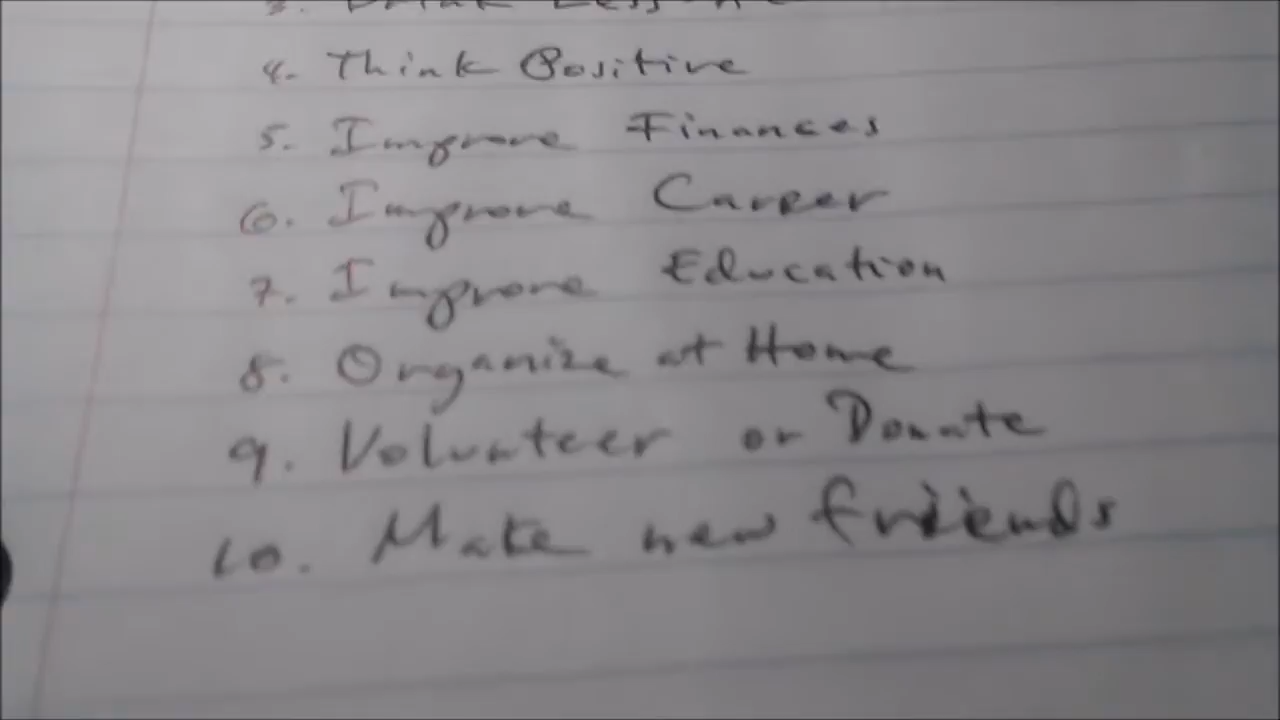 4. Think Positive
5. Improve Finances
6. Improve Career
7. Improve Education
8. Organize at Home
9. Volunteer or Donate
10. Make new friends